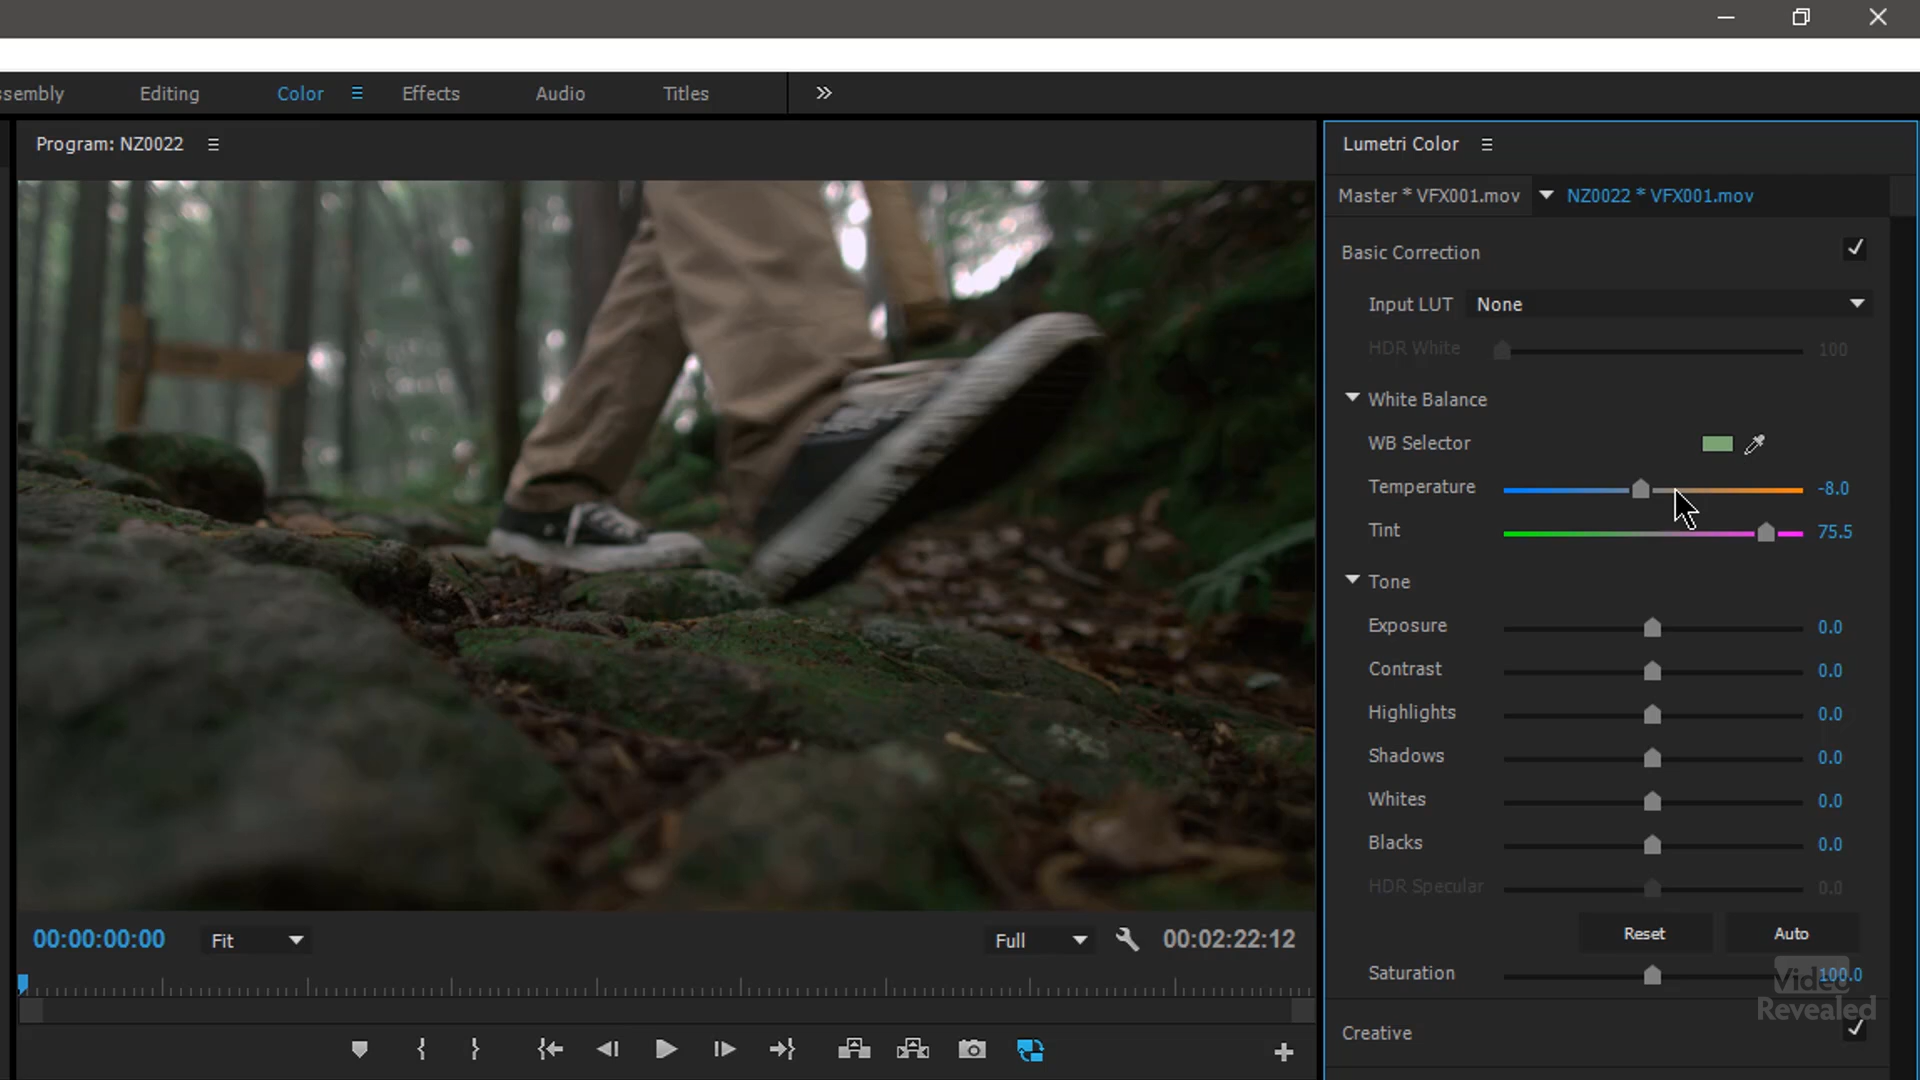 ssembly Editing Color Effects Audio Titles
Program: NZ0022
Lumetri Color
Master * VFX001.mov NZ0022 * VFX001.mov
Basic Correction
Input LUT None
HDR White 100
White Balance
WB Selector
Temperature -8.0
Tint 75.5
Tone
Exposure 0.0
Contrast 0.0
Highlights 0.0
Shadows 0.0
Whites 0.0
Blacks 0.0
HDR Specular 0.0
Reset Auto
Saturation 100.0
Creative
00:00:00:00 Fit Full 00:02:22:12
Video
Revealed